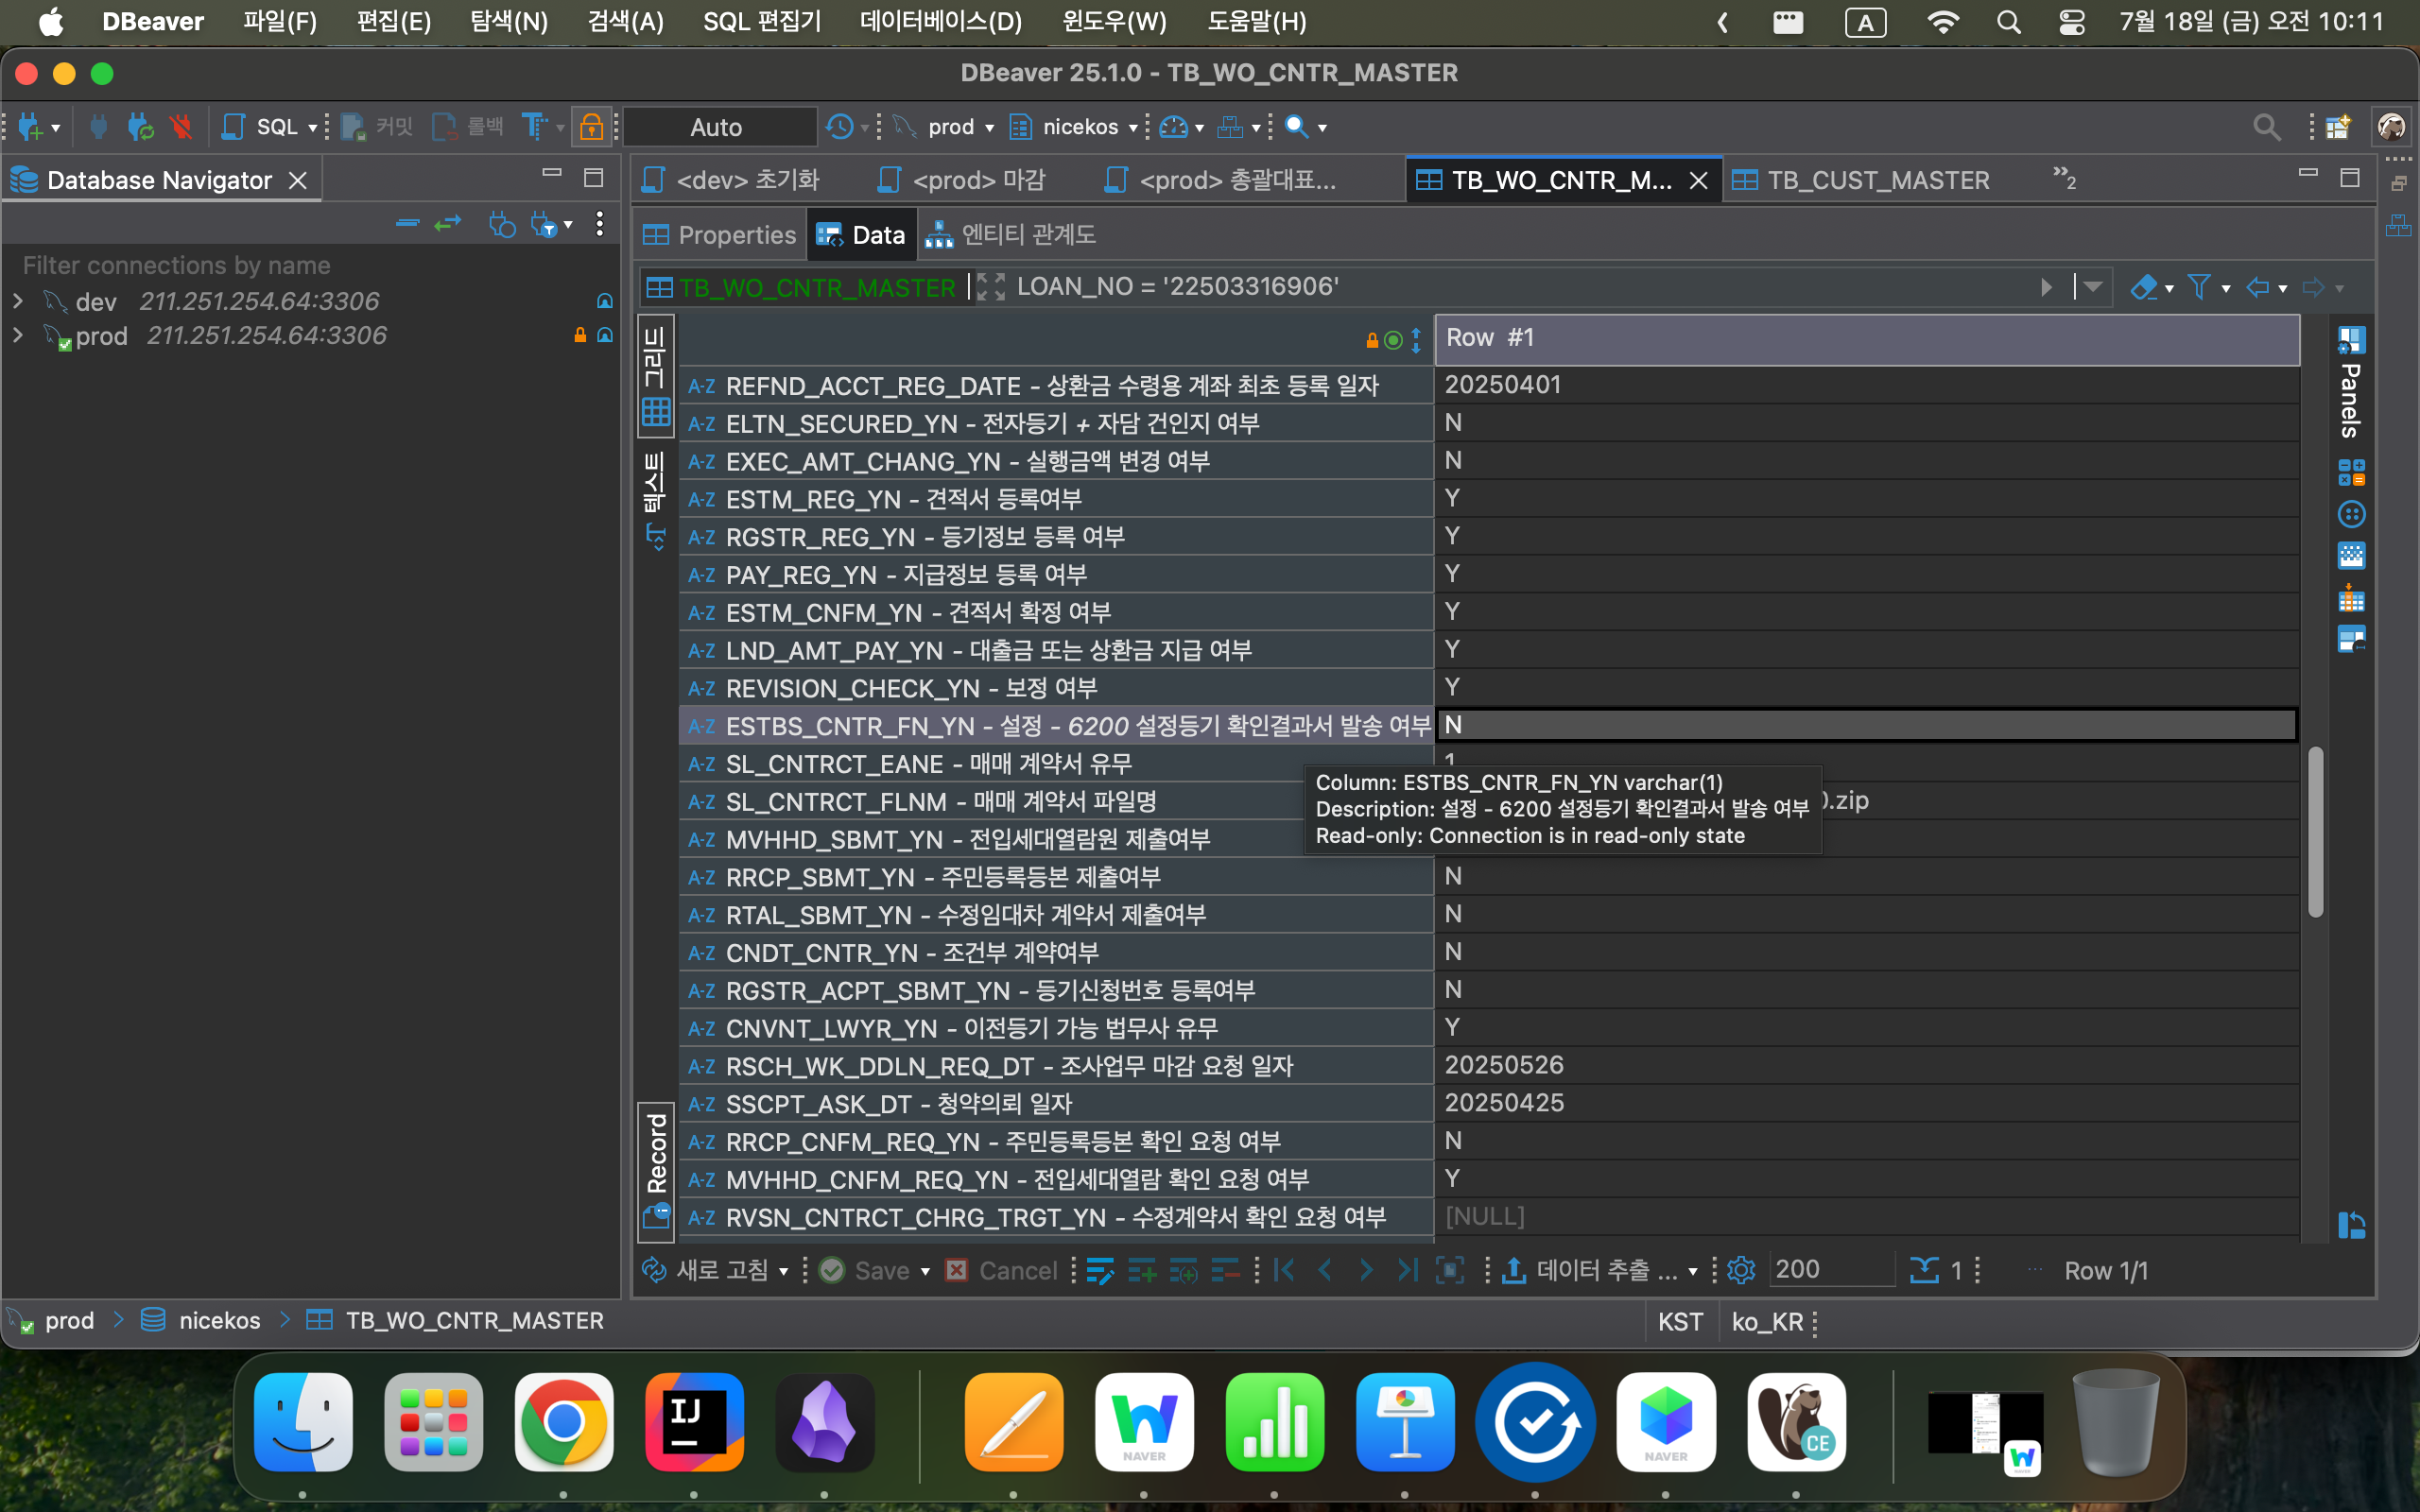 DBeaver 파일(F) 편집(E) 탐색(N) 검색(A) SQL 편집기 데이터베이스(D) 윈도우(W) 도움말(H) A 7월 18일 (금) 오전 10:11
DBeaver 25.1.0 - TB_WO_CNTR_MASTER
SQL 커밋 롤백 Auto prod nicekos
Database Navigator
<dev> 초기화 <prod> 마감 <prod> 총괄대표... TB_WO_CNTR_M... TB_CUST_MASTER »2
Properties Data 엔티티 관계도
Filter connections by name
dev 211.251.254.64:3306
prod 211.251.254.64:3306
TB_WO_CNTR_MASTER LOAN_NO = '22503316906'
그리드
텍스트
Record
Panels
Row #1
A-Z REFND_ACCT_REG_DATE - 상환금 수령용 계좌 최초 등록 일자 20250401
A-Z ELTN_SECURED_YN - 전자등기 + 자담 건인지 여부 N
A-Z EXEC_AMT_CHANG_YN - 실행금액 변경 여부 N
A-Z ESTM_REG_YN - 견적서 등록여부 Y
A-Z RGSTR_REG_YN - 등기정보 등록 여부 Y
A-Z PAY_REG_YN - 지급정보 등록 여부 Y
A-Z ESTM_CNFM_YN - 견적서 확정 여부 Y
A-Z LND_AMT_PAY_YN - 대출금 또는 상환금 지급 여부 Y
A-Z REVISION_CHECK_YN - 보정 여부 Y
A-Z ESTBS_CNTR_FN_YN - 설정 - 6200 설정등기 확인결과서 발송 여부 N
A-Z SL_CNTRCT_EANE - 매매 계약서 유무 1
A-Z SL_CNTRCT_FLNM - 매매 계약서 파일명 .zip
A-Z MVHHD_SBMT_YN - 전입세대열람원 제출여부
Column: ESTBS_CNTR_FN_YN varchar(1)
Description: 설정 - 6200 설정등기 확인결과서 발송 여부
Read-only: Connection is in read-only state
A-Z RRCP_SBMT_YN - 주민등록등본 제출여부 N
A-Z RTAL_SBMT_YN - 수정임대차 계약서 제출여부 N
A-Z CNDT_CNTR_YN - 조건부 계약여부 N
A-Z RGSTR_ACPT_SBMT_YN - 등기신청번호 등록여부 N
A-Z CNVNT_LWYR_YN - 이전등기 가능 법무사 유무 Y
A-Z RSCH_WK_DDLN_REQ_DT - 조사업무 마감 요청 일자 20250526
A-Z SSCPT_ASK_DT - 청약의뢰 일자 20250425
A-Z RRCP_CNFM_REQ_YN - 주민등록등본 확인 요청 여부 N
A-Z MVHHD_CNFM_REQ_YN - 전입세대열람 확인 요청 여부 Y
A-Z RVSN_CNTRCT_CHRG_TRGT_YN - 수정계약서 확인 요청 여부 [NULL]
새로 고침 Save Cancel 데이터 추출 ... 200 1 ... Row 1/1
prod nicekos TB_WO_CNTR_MASTER KST ko_KR
IJ
NAVER
NAVER
CE